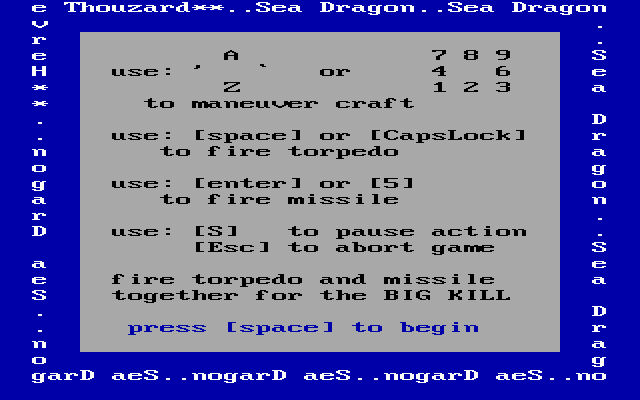 e Thouzard**..Sea Dragon..Sea Dragon
vreH**..nogarD aeS..no
A 7 8 9
use: ' ` or 4 6
Z 1 2 3
to maneuver craft
use: [space] or [CapsLock]
to fire torpedo
use: [enter] or [5]
to fire missile
use: [S] to pause action
[Esc] to abort game
fire torpedo and missile
together for the BIG KILL
press [space] to begin
..Sea Dragon..Sea Drag
garD aeS..nogarD aeS..nogarD aeS..no